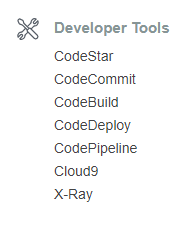 Developer Tools
CodeStar
CodeCommit
CodeBuild
CodeDeploy
CodePipeline
Cloud9
X-Ray